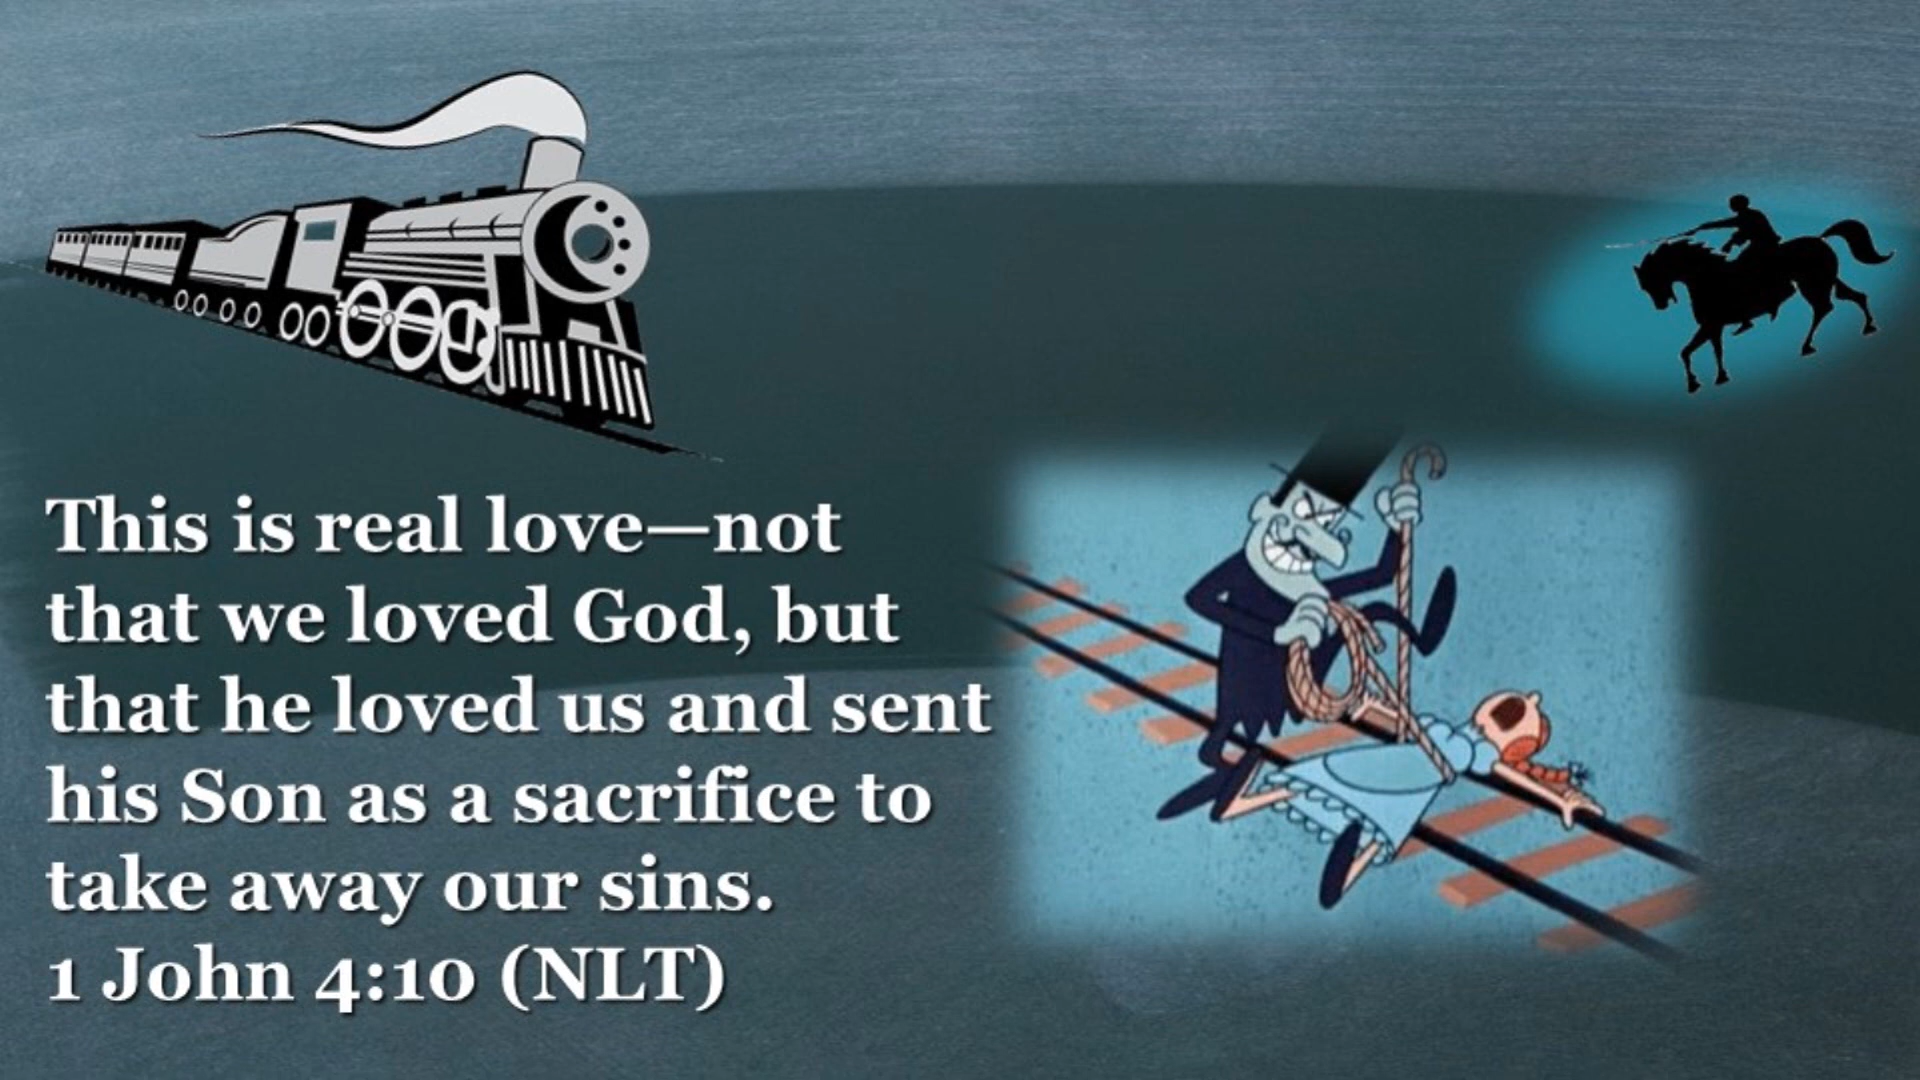 This is real love—not
that we loved God, but
that he loved us and sent
his Son as a sacrifice to
take away our sins.
1 John 4:10 (NLT)